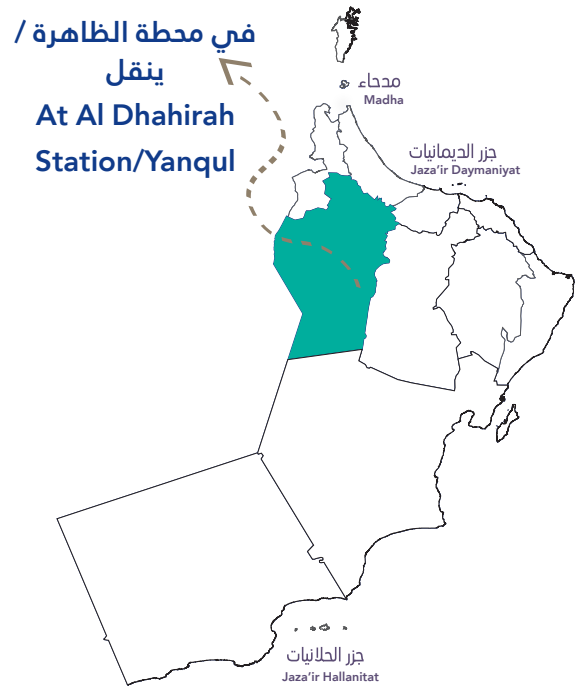 في محطة الظاهرة /
ينقل
At Al Dhahirah
Station/Yanqul
مدحاء
Madha
جزر الديمانيات
Jaza'ir Daymaniyat
جزر الحلانيات
Jaza'ir Hallanitat